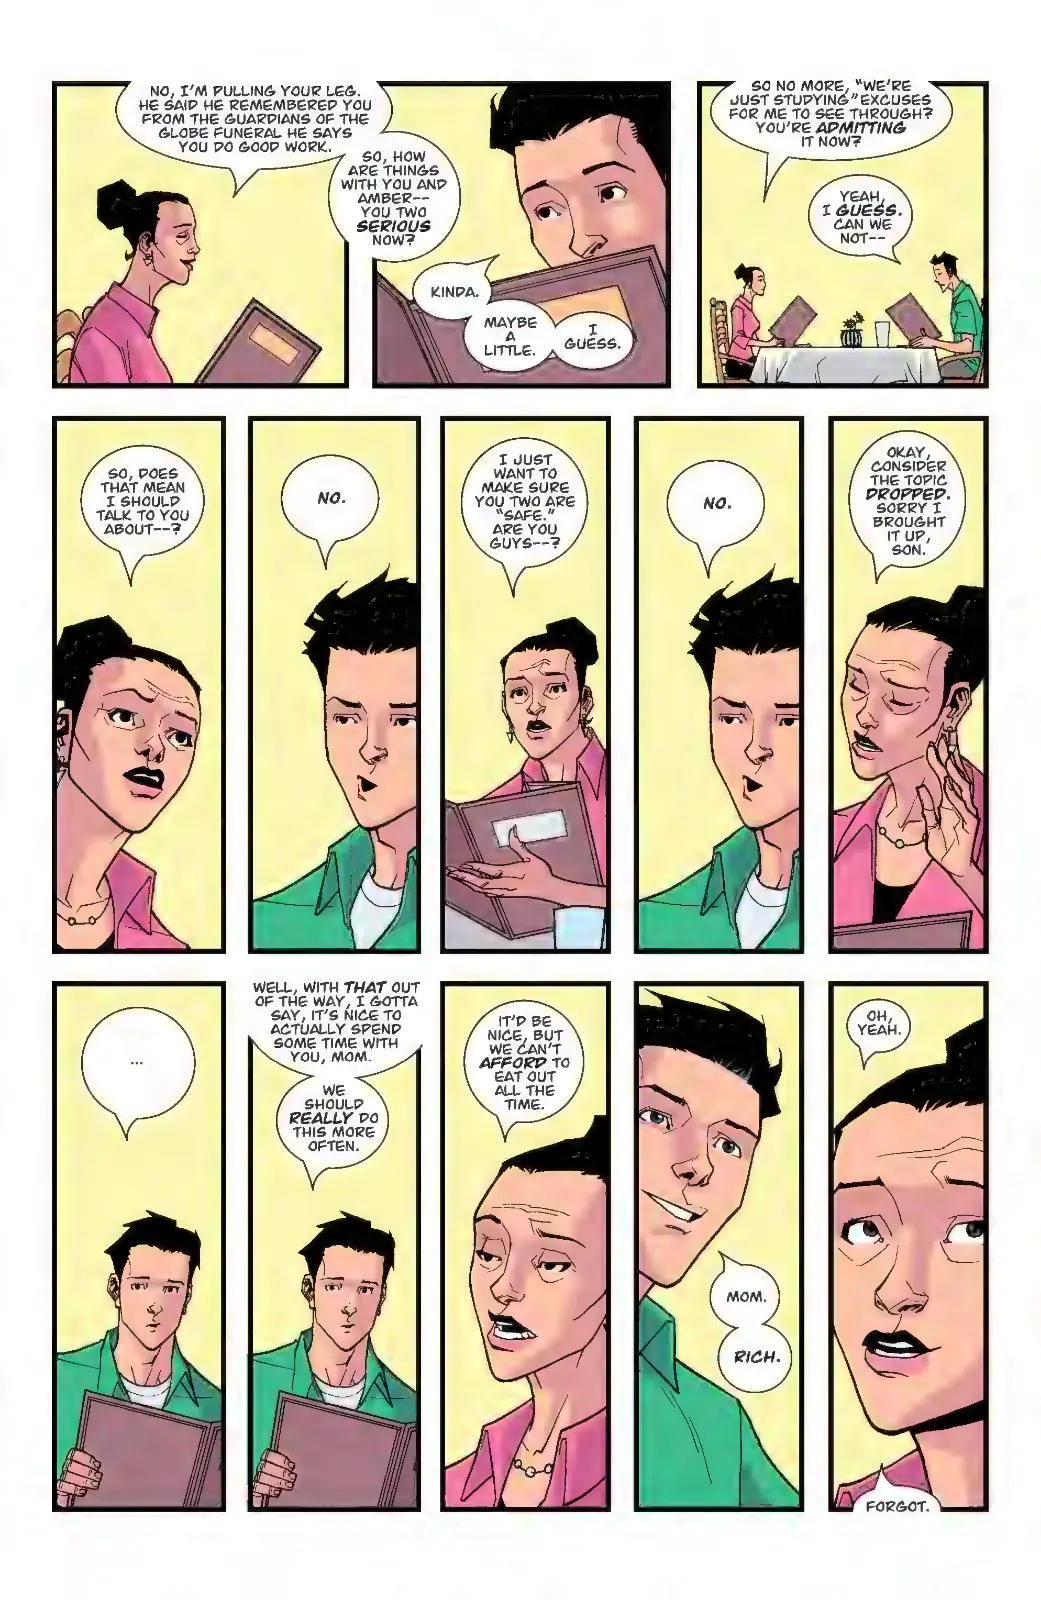 NO, I'M PULLING YOUR LEG.
HE SAID HE REMEMBERED YOU
FROM THE GUARDIANS OF THE
GLOBE FUNERAL HE SAYS
YOU DO GOOD WORK.
SO, HOW
ARE THINGS
WITH YOU AND
AMBER--
YOU TWO
SERIOUS
NOW?
KINDA.
MAYBE
A
LITTLE.
I
GUESS.
SO NO MORE, "WE'RE
JUST STUDYING" EXCUSES
FOR ME TO SEE THROUGH?
YOU'RE ADMITTING
IT NOW?
YEAH,
I GUESS.
CAN WE
NOT--
SO, DOES
THAT MEAN
I SHOULD
TALK TO YOU
ABOUT--?
NO.
I JUST
WANT TO
MAKE SURE
YOU TWO ARE
"SAFE."
ARE YOU
GUYS--?
NO.
OKAY,
CONSIDER
THE TOPIC
DROPPED.
SORRY I
BROUGHT
IT UP,
SON.
...
WELL, WITH THAT OUT
OF THE WAY, I GOTTA
SAY, IT'S NICE TO
ACTUALLY SPEND
SOME TIME WITH
YOU, MOM.
WE
SHOULD
REALLY DO
THIS MORE
OFTEN.
IT'D BE
NICE, BUT
WE CAN'T
AFFORD TO
EAT OUT
ALL THE
TIME.
MOM.
RICH.
OH,
YEAH.
FORGOT.